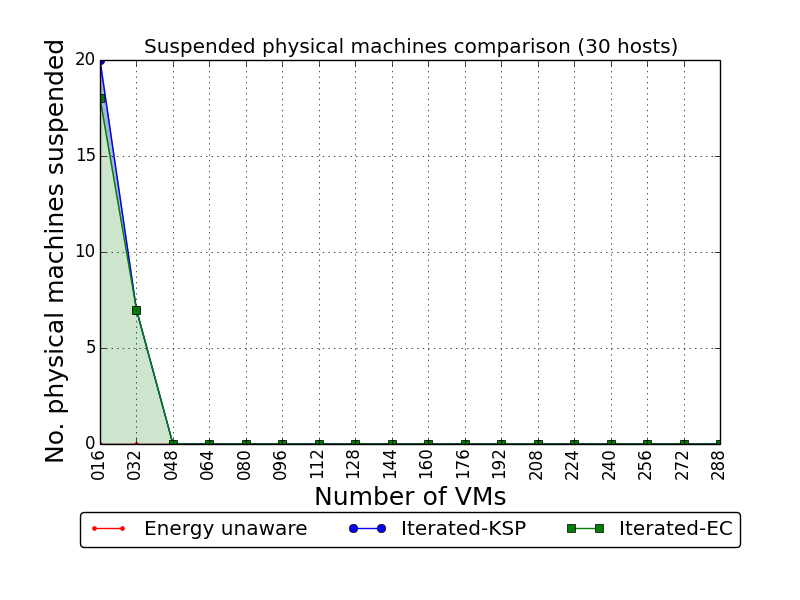 Suspended physical machines comparison (30 hosts)
No. physical machines suspended
20
15
10
5
0
016 032 048 064 080 096 112 128 144 160 176 192 208 224 240 256 272 288
Number of VMs
Energy unaware Iterated-KSP Iterated-EC